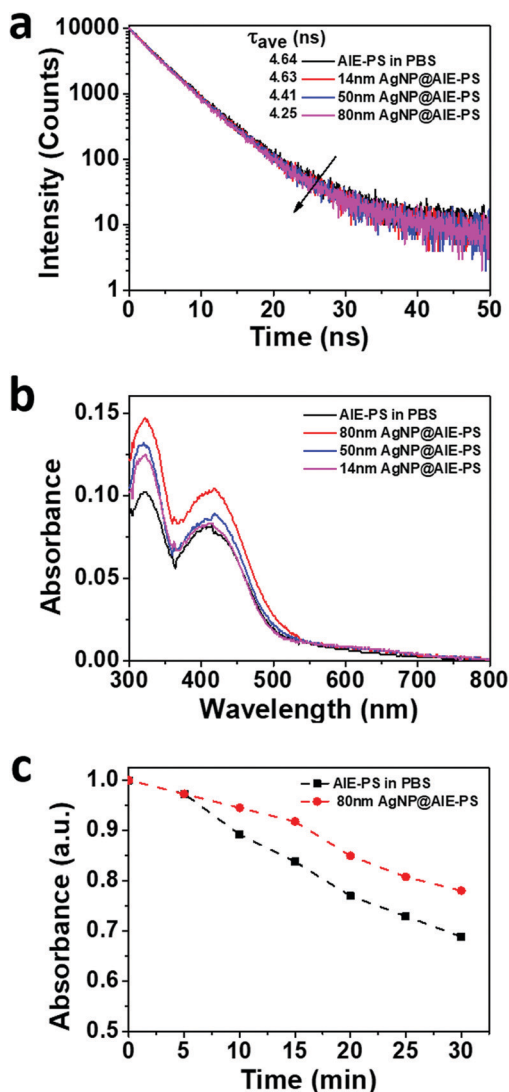 a
τave (ns)
4.64 AIE-PS in PBS
4.63 14nm AgNP@AIE-PS
4.41 50nm AgNP@AIE-PS
4.25 80nm AgNP@AIE-PS
10000
1000
100
10
1
Intensity (Counts)
0 10 20 30 40 50
Time (ns)
b
AIE-PS in PBS
80nm AgNP@AIE-PS
50nm AgNP@AIE-PS
14nm AgNP@AIE-PS
0.15
0.10
0.05
0.00
Absorbance
300 400 500 600 700 800
Wavelength (nm)
c
AIE-PS in PBS
80nm AgNP@AIE-PS
1.0
0.9
0.8
0.7
0.6
0.5
Absorbance (a.u.)
0 5 10 15 20 25 30
Time (min)